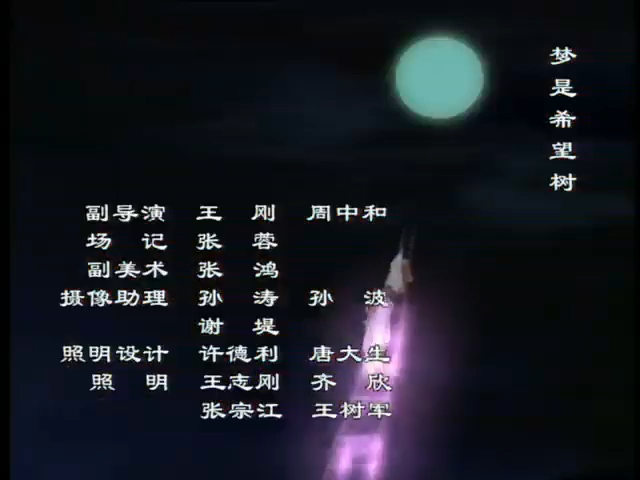 梦是希望树
副导演 王刚 周中和
场记 张蓉
副美术 张鸿
摄像助理 孙涛 孙波
谢堤
照明设计 许德利 唐大生
照明 王志刚 齐欣
张宗江 王树军